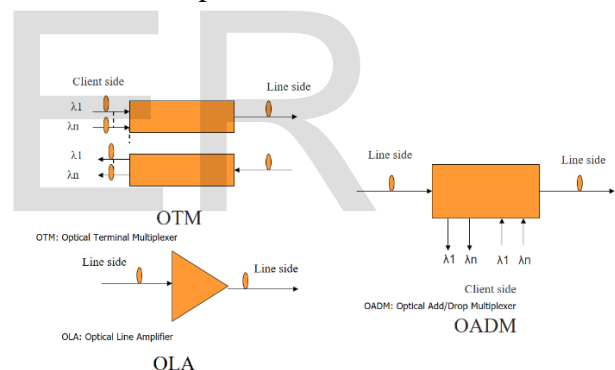 ER
Client side
Line side
λ1
λn
λ1
λn
OTM
OTM: Optical Terminal Multiplexer
Line side
Line side
OLA: Optical Line Amplifier
OLA
Line side
Line side
λ1 λn λ1 λn
Client side
OADM: Optical Add/Drop Multiplexer
OADM